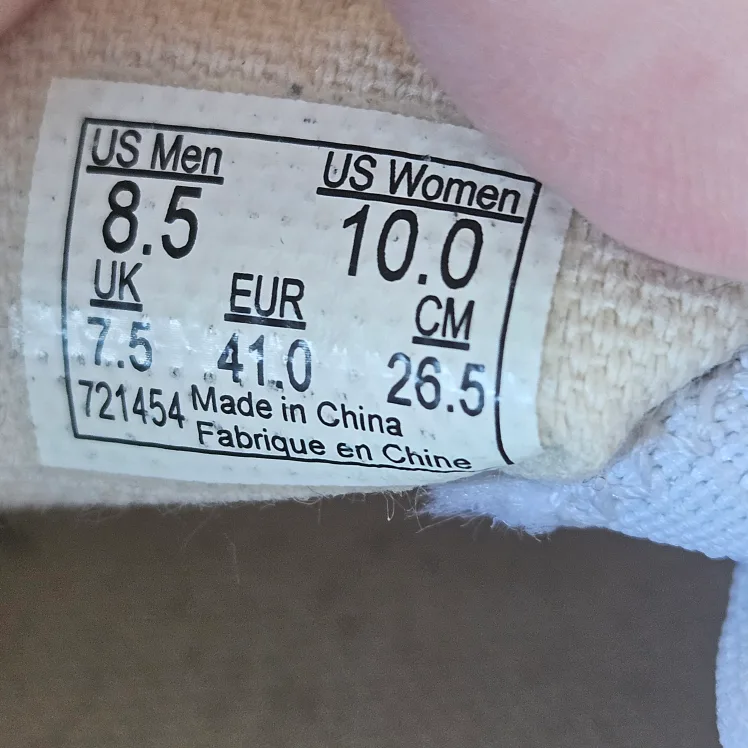 US Men US Women
8.5 10.0
UK EUR CM
7.5 41.0 26.5
721454 Made in China
Fabrique en Chine